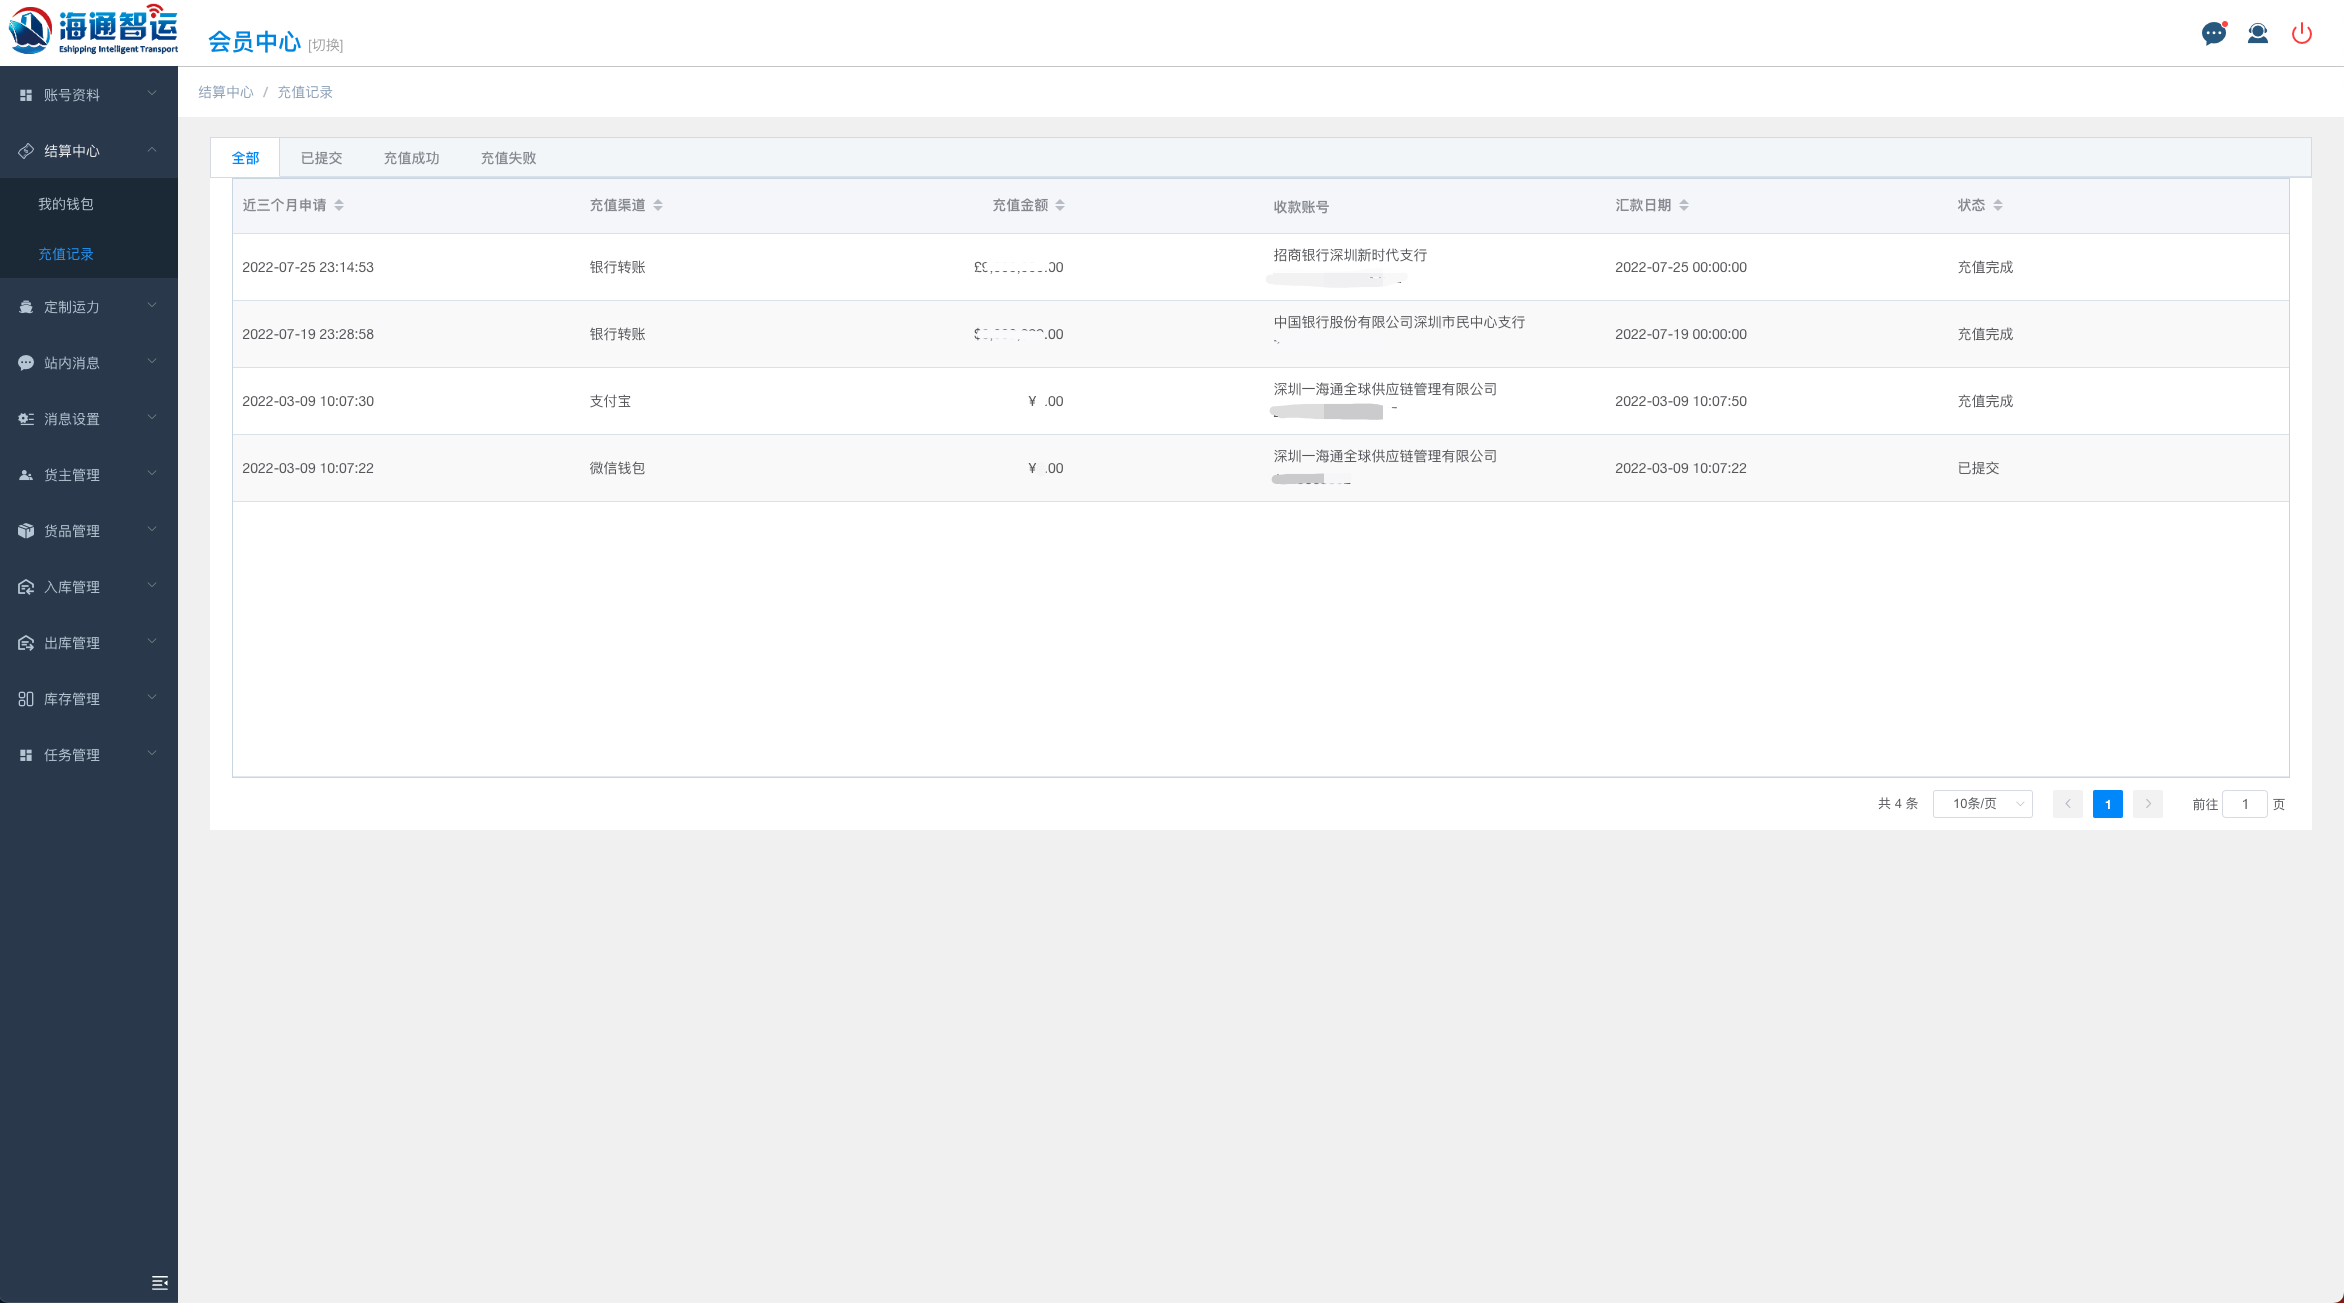 海通智运
Eshipping Intelligent Transport
会员中心 [切换]
账号资料
结算中心
我的钱包
充值记录
定制运力
站内消息
消息设置
货主管理
货品管理
入库管理
出库管理
库存管理
任务管理
结算中心 / 充值记录
全部 已提交 充值成功 充值失败
近三个月申请 充值渠道 充值金额 收款账号 汇款日期 状态
2022-07-25 23:14:53 银行转账 .00 招商银行深圳新时代支行 2022-07-25 00:00:00 充值完成
2022-07-19 23:28:58 银行转账 .00 中国银行股份有限公司深圳市民中心支行 2022-07-19 00:00:00 充值完成
2022-03-09 10:07:30 支付宝 ¥ .00 深圳一海通全球供应链管理有限公司 2022-03-09 10:07:50 充值完成
2022-03-09 10:07:22 微信钱包 ¥ .00 深圳一海通全球供应链管理有限公司 2022-03-09 10:07:22 已提交
共 4 条 10条/页 1 前往 1 页